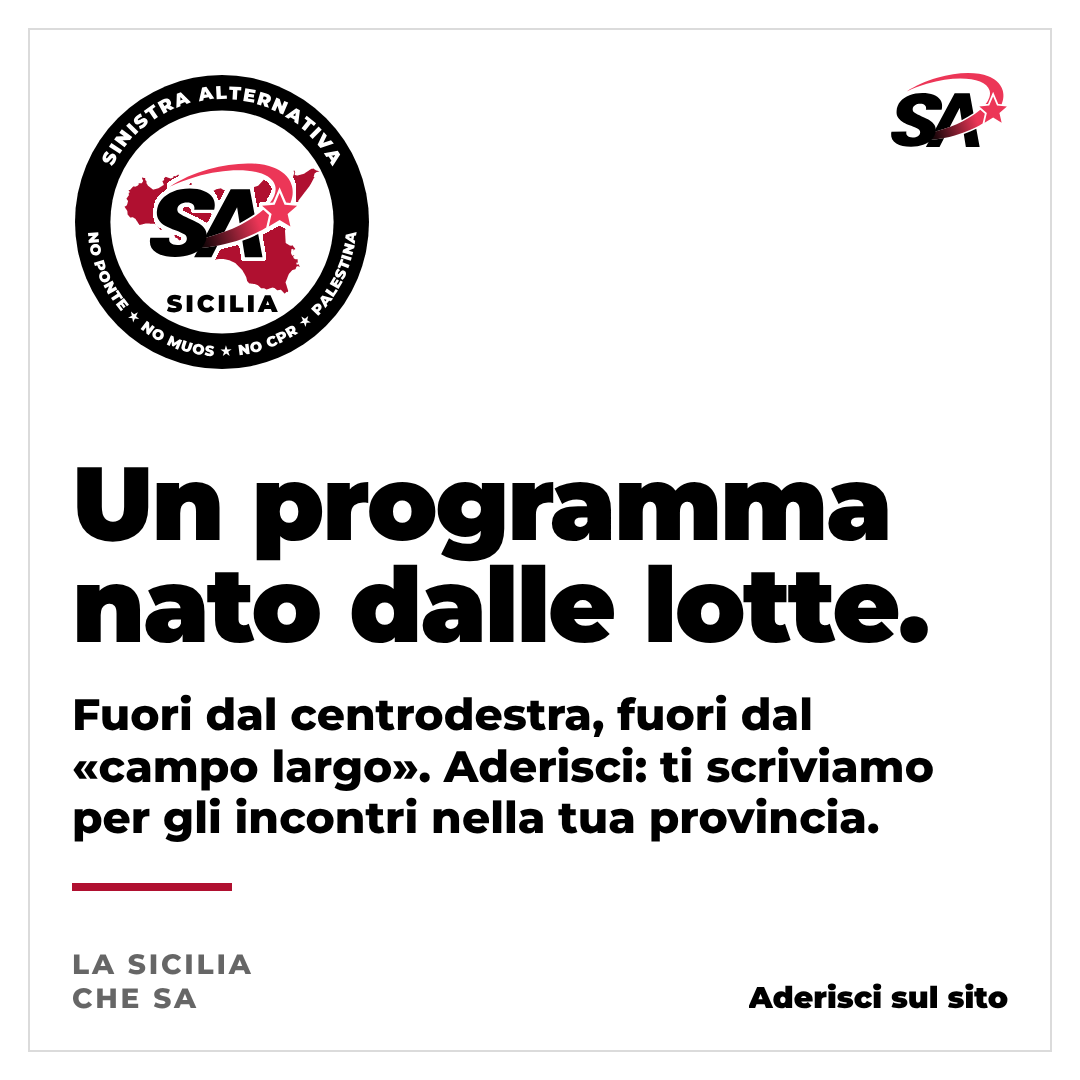 SINISTRA ALTERNATIVA
SA
SICILIA
NO PONTE ★ NO MUOS ★ NO CPR ★ PALESTINA
SA
Un programma
nato dalle lotte.
Fuori dal centrodestra, fuori dal
«campo largo». Aderisci: ti scriviamo
per gli incontri nella tua provincia.
LA SICILIA
CHE SA
Aderisci sul sito